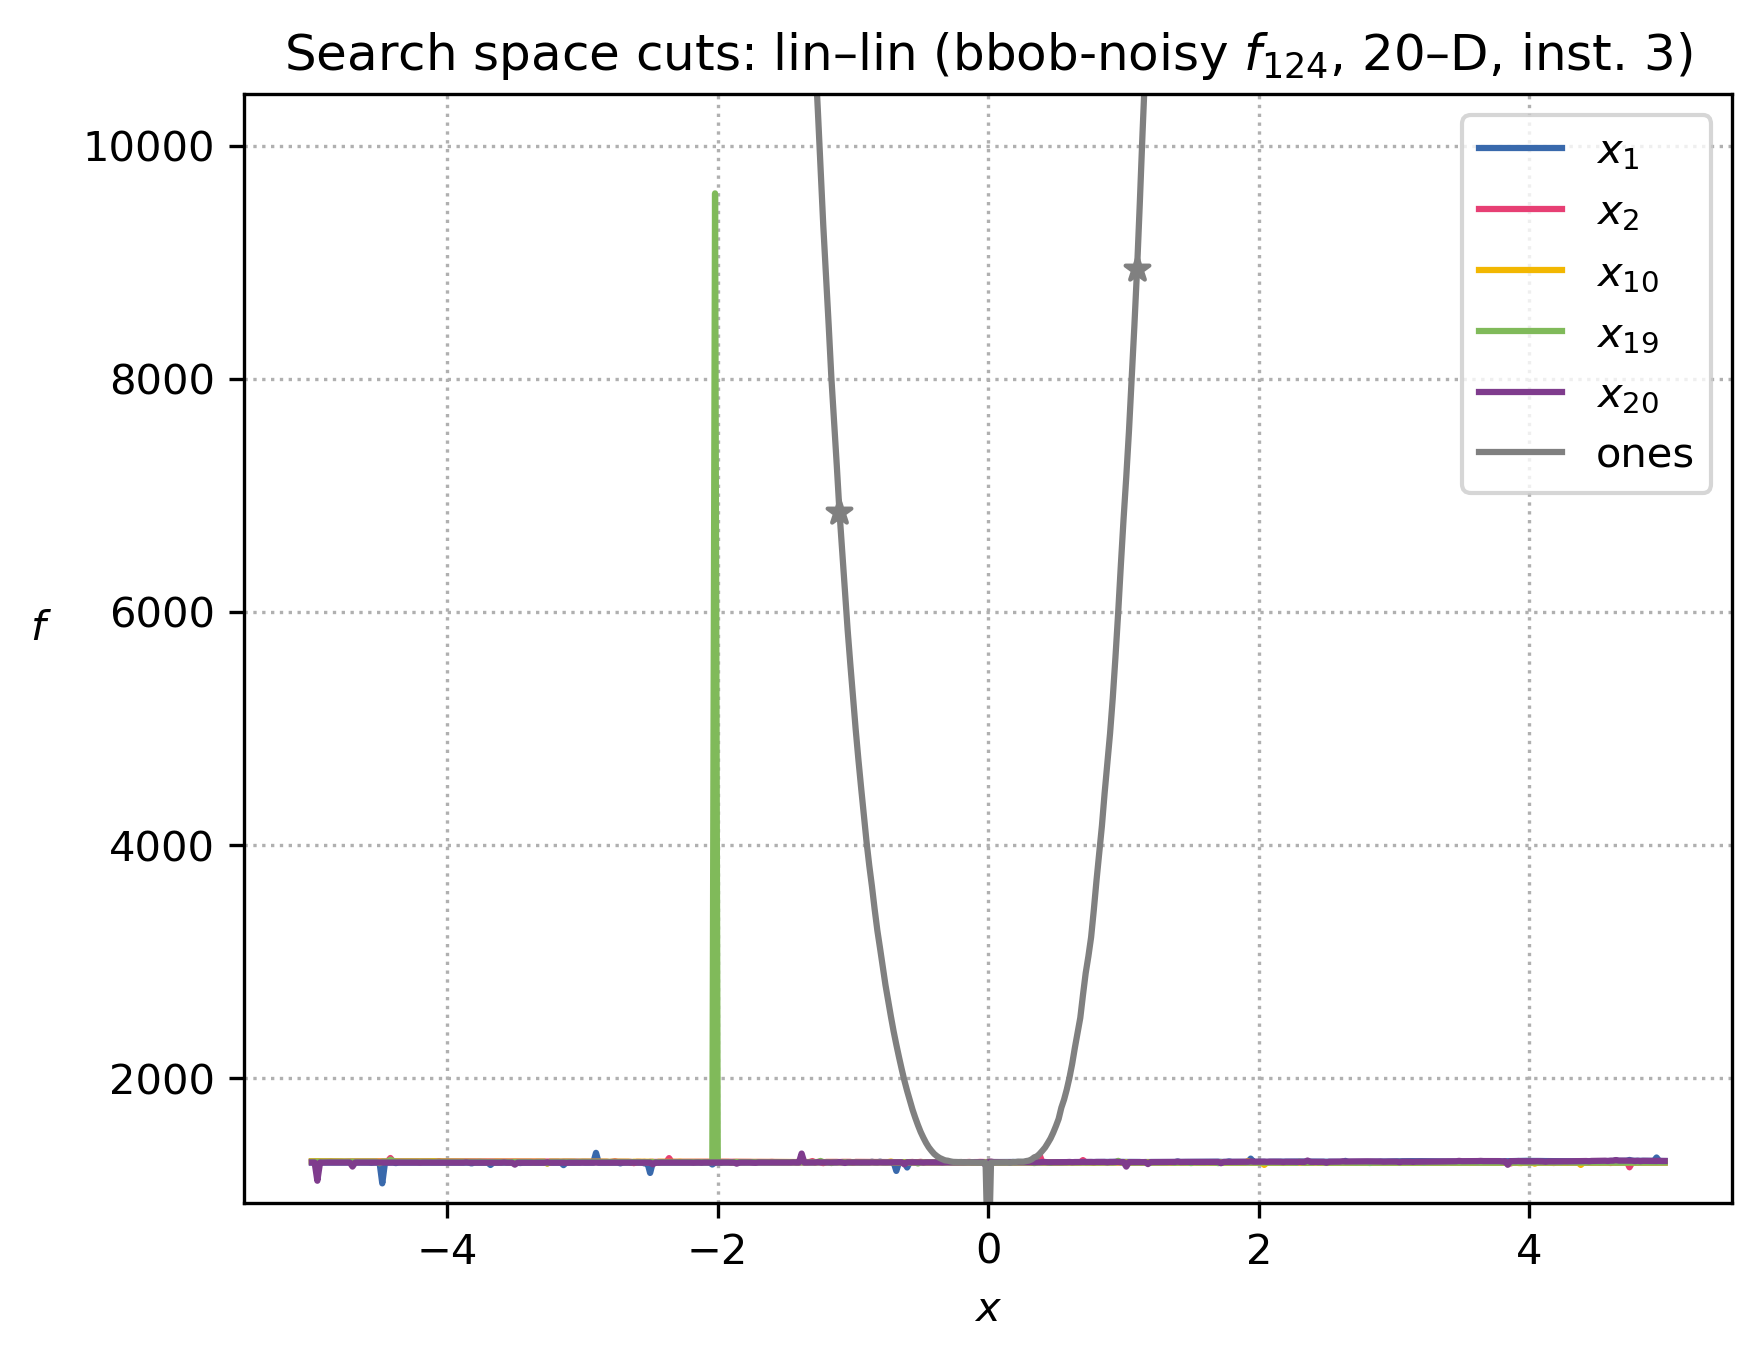 Search space cuts: lin–lin (bbob-noisy f₁₂₄, 20–D, inst. 3)
10000
8000
6000
4000
2000
f
−4
−2
0
2
4
x
x₁
x₂
x₁₀
x₁₉
x₂₀
ones